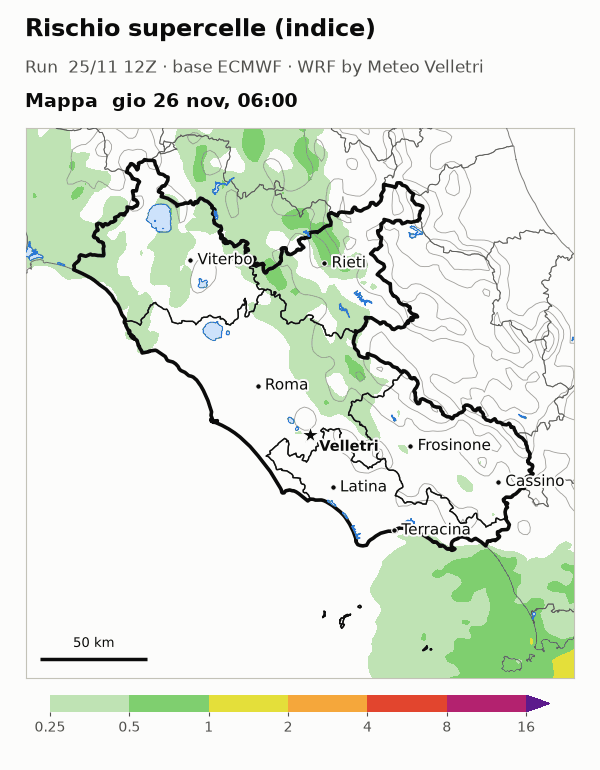 Rischio supercelle (indice)
Run  25/11 12Z · base ECMWF · WRF by Meteo Velletri
Mappa  gio 26 nov, 06:00
Viterbo
Rieti
Roma
Velletri
Frosinone
Cassino
Latina
Terracina
50 km
0.25 0.5 1 2 4 8 16